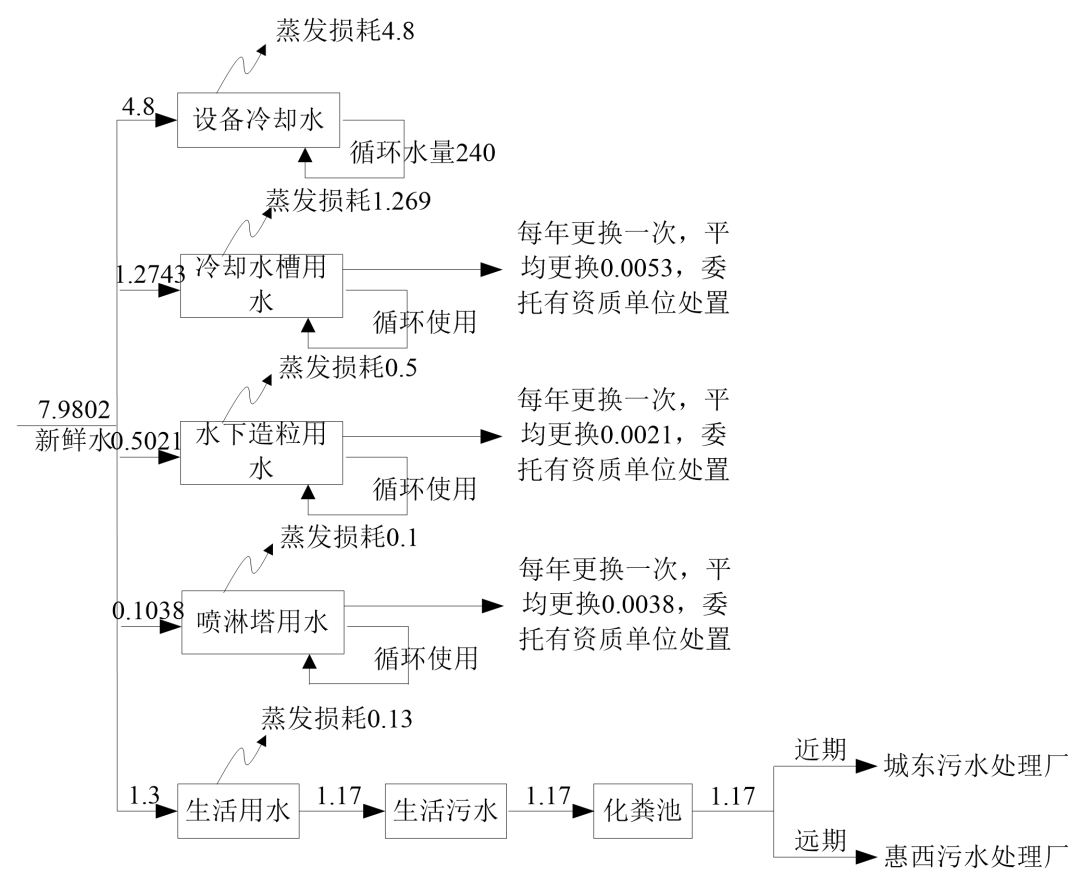 蒸发损耗4.8
4.8
设备冷却水
循环水量240
蒸发损耗1.269
1.2743
冷却水槽用
水
循环使用
每年更换一次，平
均更换0.0053，委
托有资质单位处置
蒸发损耗0.5
7.9802
新鲜水
0.5021
水下造粒用
水
循环使用
每年更换一次，平
均更换0.0021，委
托有资质单位处置
蒸发损耗0.1
0.1038
喷淋塔用水
循环使用
每年更换一次，平
均更换0.0038，委
托有资质单位处置
蒸发损耗0.13
1.3
生活用水
1.17
生活污水
1.17
化粪池
1.17
近期
城东污水处理厂
远期
惠西污水处理厂